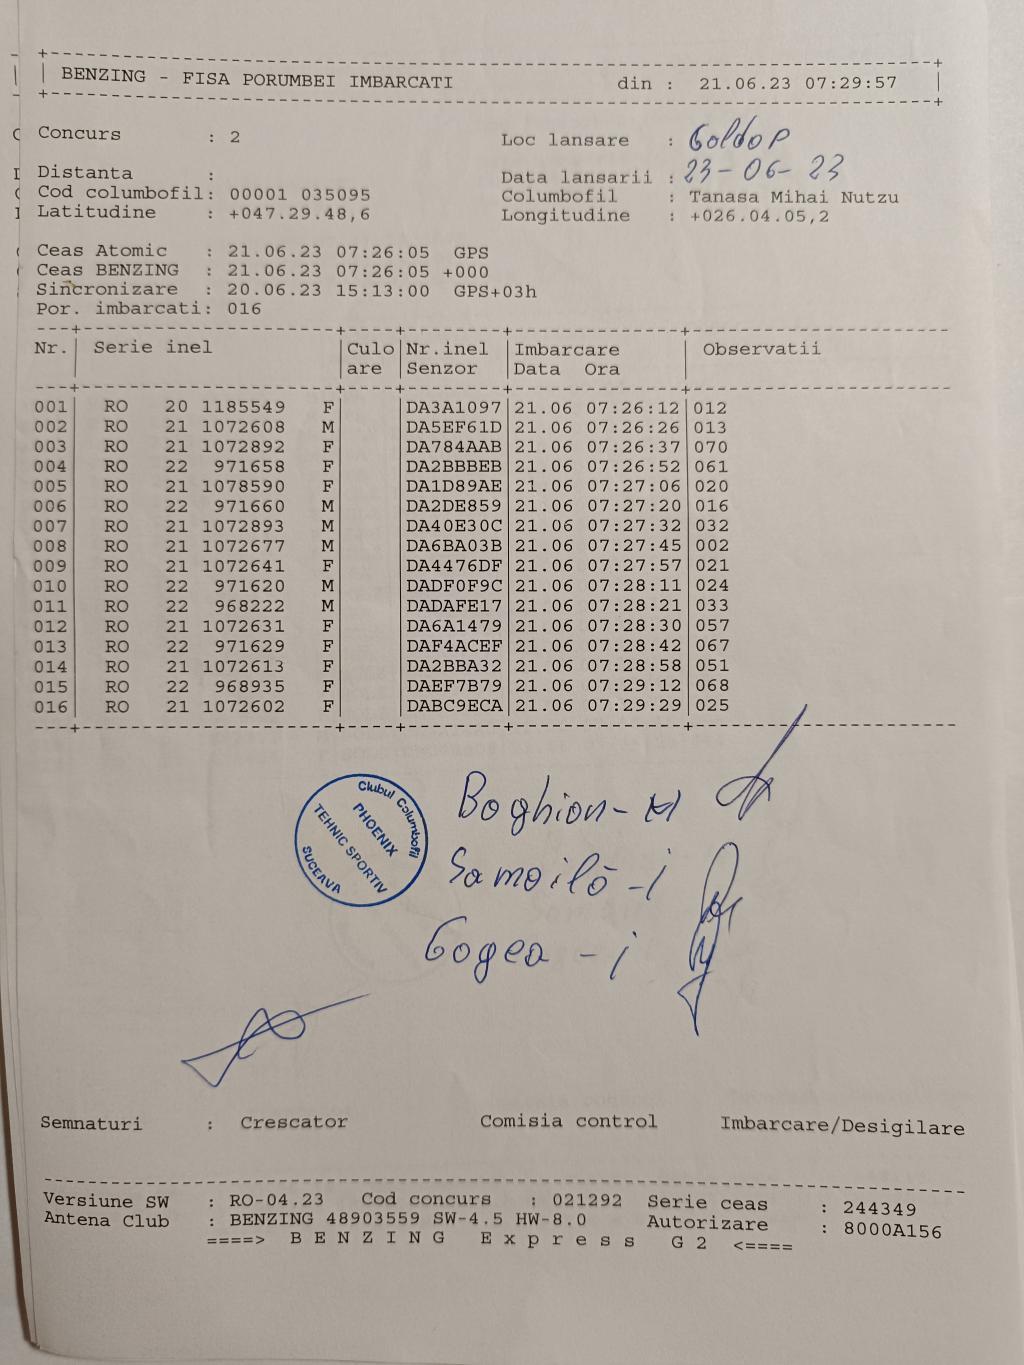 BENZING - FISA PORUMBEI IMBARCATI din : 21.06.23 07:29:57
Concurs : 2 Loc lansare : Goldop
Distanta : Data lansarii : 23-06-23
Cod columbofil: 00001 035095 Columbofil : Tanasa Mihai Nutzu
Latitudine : +047.29.48,6 Longitudine : +026.04.05,2
Ceas Atomic : 21.06.23 07:26:05 GPS
Ceas BENZING : 21.06.23 07:26:05 +000
Sincronizare : 20.06.23 15:13:00 GPS+03h
Por. imbarcati: 016
Nr. Serie inel Culo Nr.inel Imbarcare Observatii
are Senzor Data Ora
001 RO 20 1185549 F DA3A1097 21.06 07:26:12 012
002 RO 21 1072608 M DA5EF61D 21.06 07:26:26 013
003 RO 21 1072892 F DA784AAB 21.06 07:26:37 070
004 RO 22 971658 F DA2BBBEB 21.06 07:26:52 061
005 RO 21 1078590 F DA1D89AE 21.06 07:27:06 020
006 RO 22 971660 M DA2DE859 21.06 07:27:20 016
007 RO 21 1072893 M DA40E30C 21.06 07:27:32 032
008 RO 21 1072677 M DA6BA03B 21.06 07:27:45 002
009 RO 21 1072641 F DA4476DF 21.06 07:27:57 021
010 RO 22 971620 M DADF0F9C 21.06 07:28:11 024
011 RO 22 968222 M DADAFE17 21.06 07:28:21 033
012 RO 21 1072631 F DA6A1479 21.06 07:28:30 057
013 RO 22 971629 F DAF4ACEF 21.06 07:28:42 067
014 RO 21 1072613 F DA2BBA32 21.06 07:28:58 051
015 RO 22 968935 F DAEF7B79 21.06 07:29:12 068
016 RO 21 1072602 F DABC9ECA 21.06 07:29:29 025
Clubul Columbofil
PHOENIX
TEHNIC SPORTIV
SUCEAVA
Boghion-M
Samoilă-i
Gogea-i
Semnaturi : Crescator Comisia control Imbarcare/Desigilare
Versiune SW : RO-04.23 Cod concurs : 021292 Serie ceas : 244349
Antena Club : BENZING 48903559 SW-4.5 HW-8.0 Autorizare : 8000A156
====> B E N Z I N G E x p r e s s G 2 <====